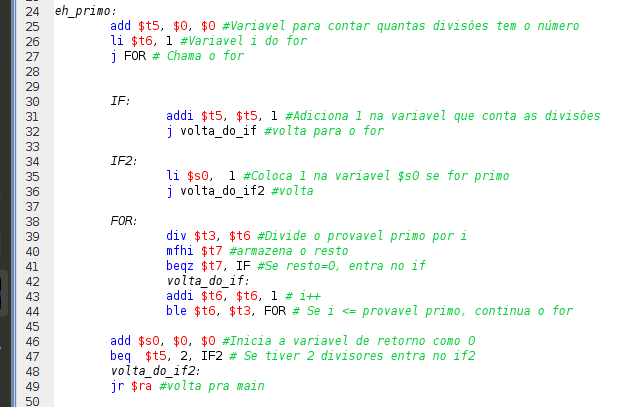 24 eh_primo:
25 add $t5, $0, $0 #Variavel para contar quantas divisões tem o número
26 li $t6, 1 #Variavel i do for
27 j FOR # Chama o for
28
29
30 IF:
31 addi $t5, $t5, 1 #Adiciona 1 na variavel que conta as divisões
32 j volta_do_if #volta para o for
33
34 IF2:
35 li $s0,  1 #Coloca 1 na variavel $s0 se for primo
36 j volta_do_if2 #volta
37
38 FOR:
39 div $t3, $t6 #Divide o provavel primo por i
40 mfhi $t7 #armazena o resto
41 beqz $t7, IF #Se resto=0, entra no if
42 volta_do_if:
43 addi $t6, $t6, 1 # i++
44 ble $t6, $t3, FOR # Se i <= provavel primo, continua o for
45
46 add $s0, $0, $0 #Inicia a variavel de retorno como 0
47 beq  $t5, 2, IF2 # Se tiver 2 divisores entra no if2
48 volta_do_if2:
49 jr $ra #volta pra main
50